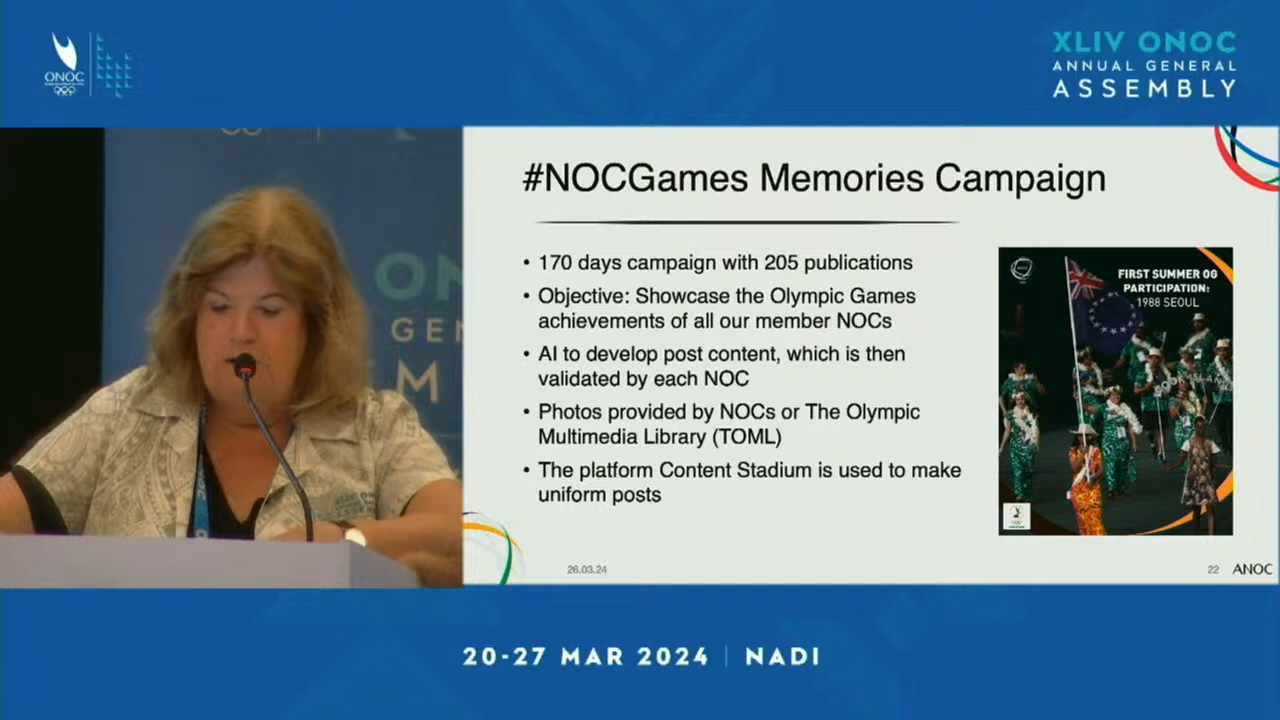 ONOC
XLIV ONOC
ANNUAL GENERAL
ASSEMBLY
ON
GEN
M
#NOCGames Memories Campaign
• 170 days campaign with 205 publications
• Objective: Showcase the Olympic Games
achievements of all our member NOCs
• AI to develop post content, which is then
validated by each NOC
• Photos provided by NOCs or The Olympic
Multimedia Library (TOML)
• The platform Content Stadium is used to make
uniform posts
FIRST SUMMER OG
PARTICIPATION:
1988 SEOUL
26.03.24
22
ANOC
20-27 MAR 2024 | NADI